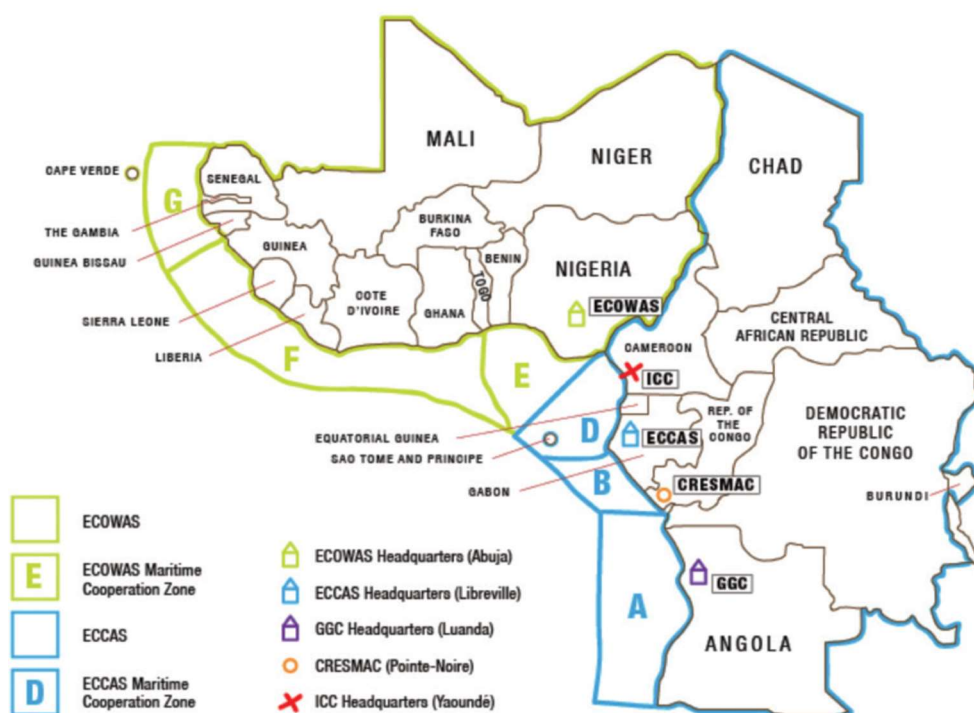 MALI
NIGER
CHAD
CAPE VERDE
SENEGAL
G
THE GAMBIA
GUINEA BISSAU
GUINEA
BURKINA
FASO
BENIN
NIGERIA
TOGO
COTE
D'IVOIRE
GHANA
ECOWAS
SIERRA LEONE
LIBERIA
F
E
CAMEROON
CENTRAL
AFRICAN REPUBLIC
ICC
REP. OF
THE
CONGO
DEMOCRATIC
REPUBLIC
OF THE CONGO
EQUATORIAL GUINEA
SAO TOME AND PRINCIPE
D
ECCAS
GABON
B
CRESMAC
BURUNDI
A
GGC
ANGOLA
ECOWAS
E
ECOWAS Maritime
Cooperation Zone
ECCAS
D
ECCAS Maritime
Cooperation Zone
ECOWAS Headquarters (Abuja)
ECCAS Headquarters (Libreville)
GGC Headquarters (Luanda)
CRESMAC (Pointe-Noire)
ICC Headquarters (Yaoundé)